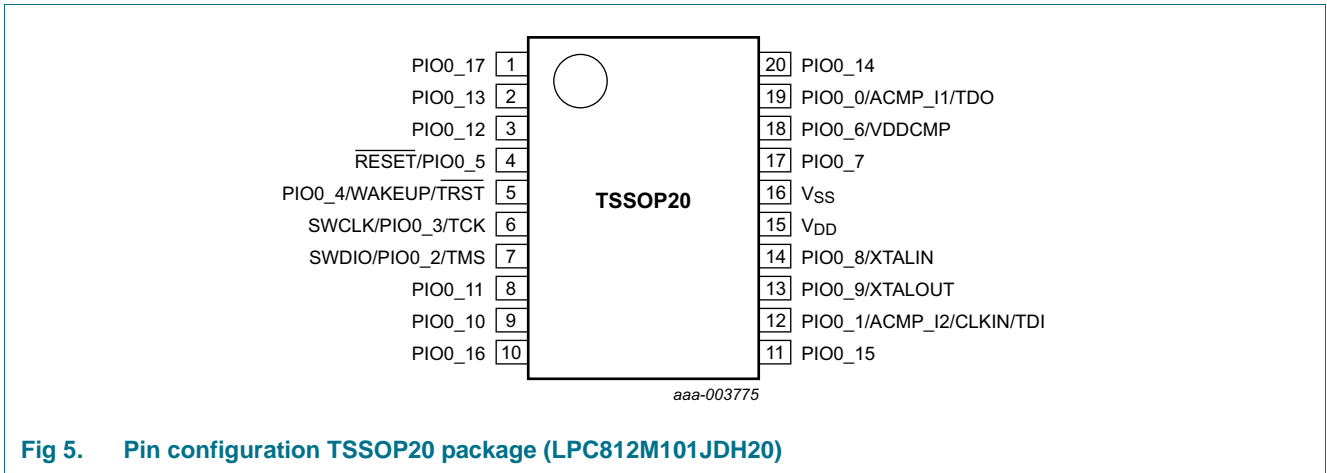 PIO0_17 1
PIO0_13 2
PIO0_12 3
RESET/PIO0_5 4
PIO0_4/WAKEUP/TRST 5
SWCLK/PIO0_3/TCK 6
SWDIO/PIO0_2/TMS 7
PIO0_11 8
PIO0_10 9
PIO0_16 10
TSSOP20
20 PIO0_14
19 PIO0_0/ACMP_I1/TDO
18 PIO0_6/VDDCMP
17 PIO0_7
16 VSS
15 VDD
14 PIO0_8/XTALIN
13 PIO0_9/XTALOUT
12 PIO0_1/ACMP_I2/CLKIN/TDI
11 PIO0_15
aaa-003775
Fig 5. Pin configuration TSSOP20 package (LPC812M101JDH20)